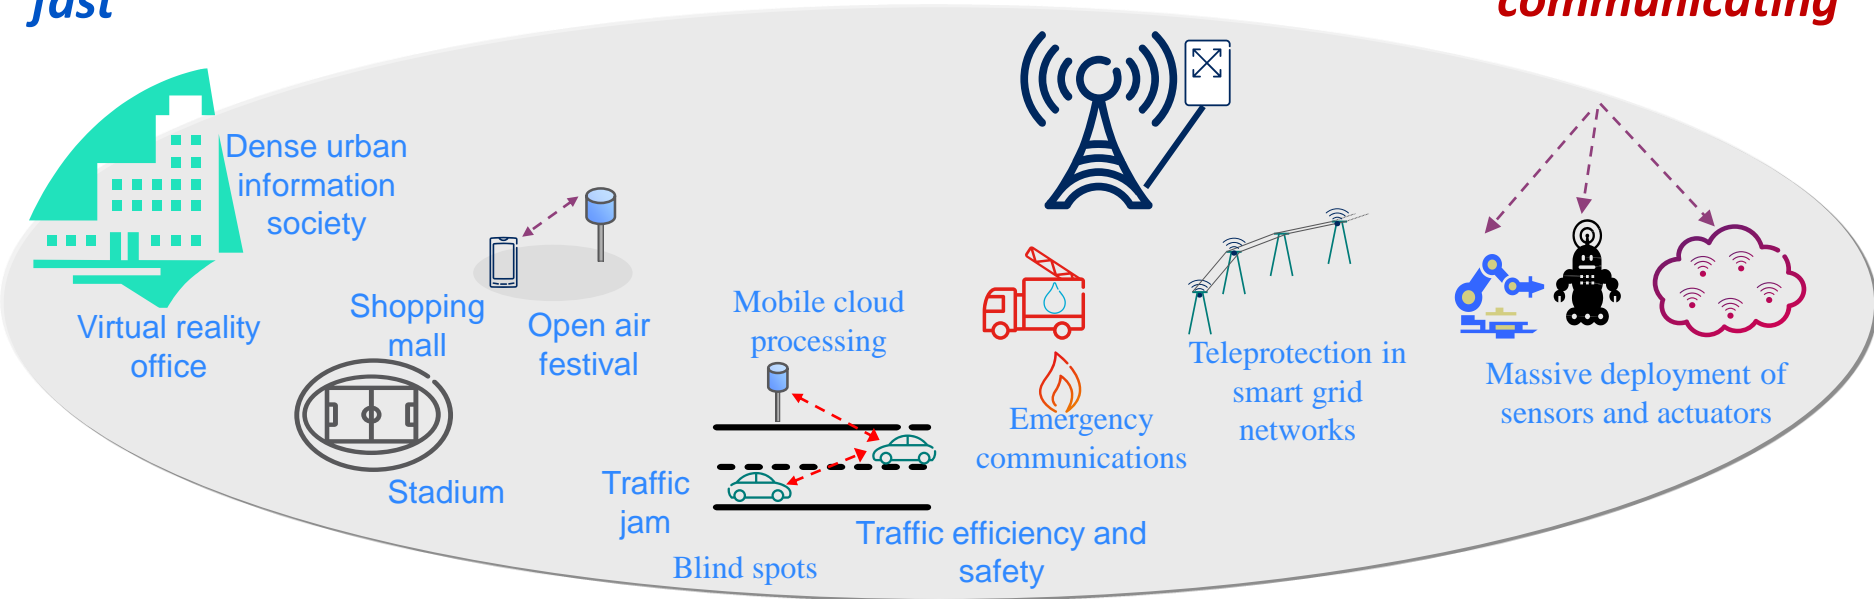 fast
communicating
Dense urban
information
society
Virtual reality
office
Shopping
mall
Open air
festival
Stadium
Mobile cloud
processing
Traffic
jam
Blind spots
Traffic efficiency and
safety
Emergency
communications
Teleprotection in
smart grid
networks
Massive deployment of
sensors and actuators